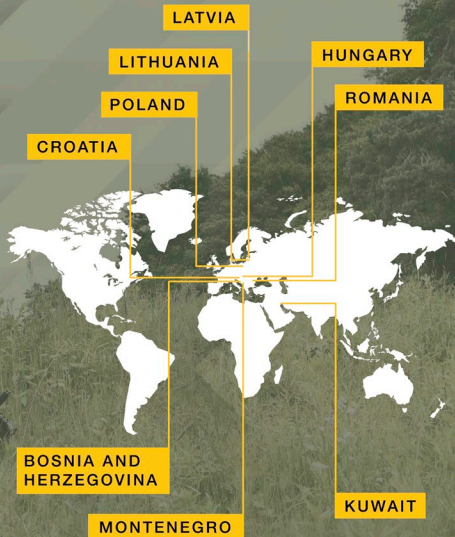 LATVIA
LITHUANIA
HUNGARY
POLAND
ROMANIA
CROATIA
BOSNIA AND
HERZEGOVINA
MONTENEGRO
KUWAIT